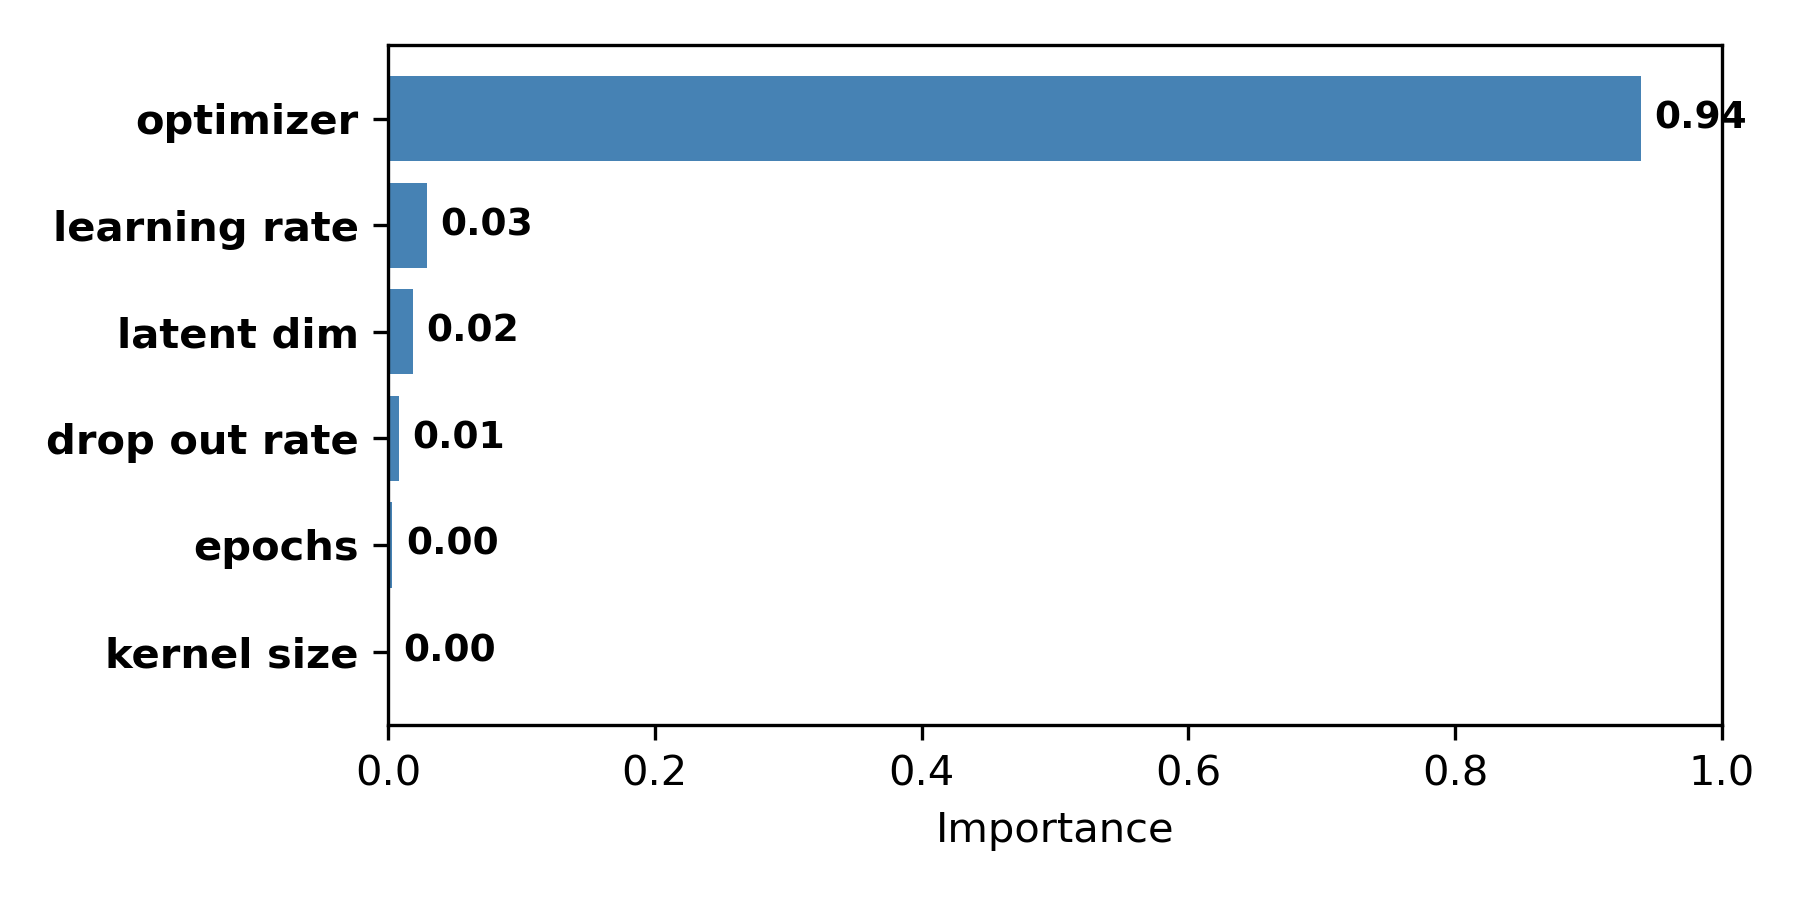 optimizer 0.94
learning rate 0.03
latent dim 0.02
drop out rate 0.01
epochs 0.00
kernel size 0.00
0.0 0.2 0.4 0.6 0.8 1.0
Importance